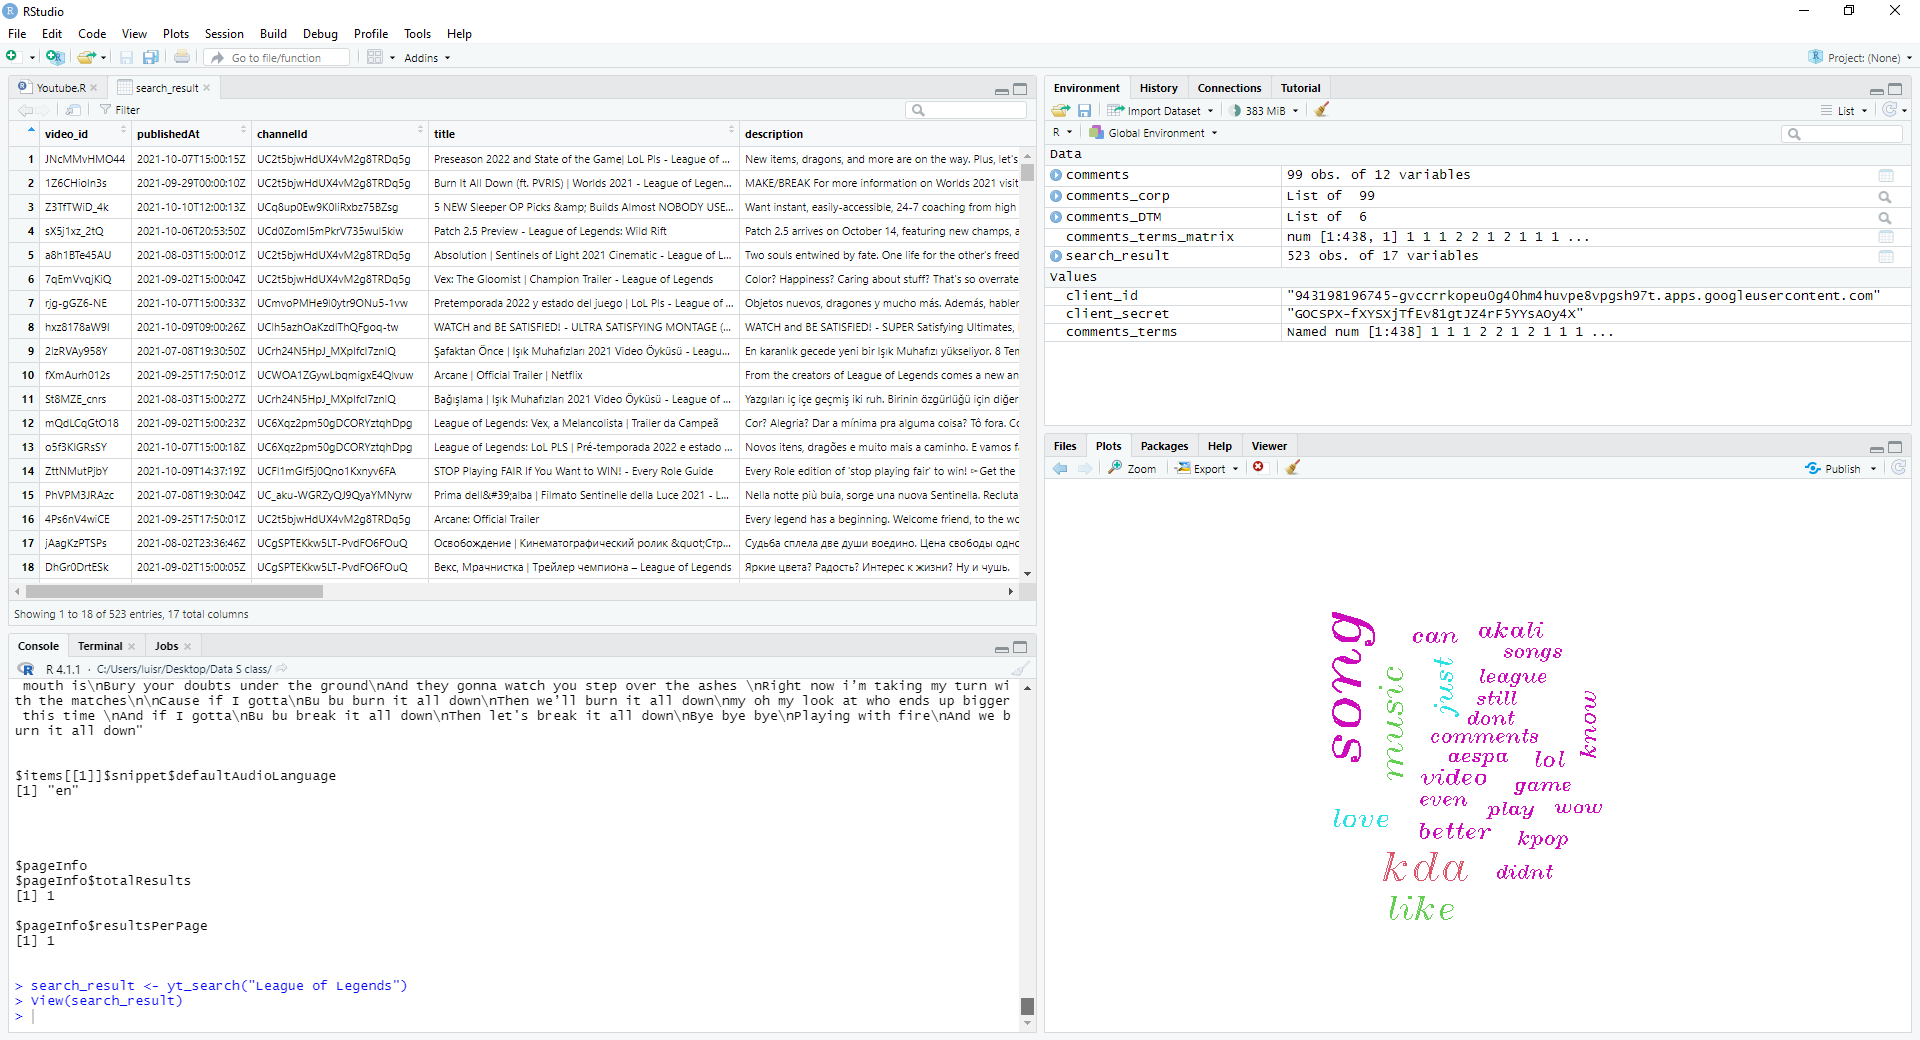 RStudio
File Edit Code View Plots Session Build Debug Profile Tools Help
Go to file/function Addins Project: (None)
Youtube.R search_result
Filter
video_id publishedAt channelId title description
1 JNcMMvHMO44 2021-10-07T15:00:15Z UC2t5bjwHdUX4vM2g8TRDq5g Preseason 2022 and State of the Game| LoL Pls - League of ... New items, dragons, and more are on the way. Plus, let's
2 1Z6CHioIn3s 2021-09-29T00:00:10Z UC2t5bjwHdUX4vM2g8TRDq5g Burn It All Down (ft. PVRIS) | Worlds 2021 - League of Legen... MAKE/BREAK For more information on Worlds 2021 visit
3 Z3TfTWiD_4k 2021-10-10T12:00:13Z UCq8up0Ew9K0liRxbz75BZsg 5 NEW Sleeper OP Picks &amp; Builds Almost NOBODY USE... Want instant, easily-accessible, 24-7 coaching from high
4 sX5j1xz_2tQ 2021-10-06T20:53:50Z UCd0ZomI5mPkrV735wuI5kiw Patch 2.5 Preview - League of Legends: Wild Rift Patch 2.5 arrives on October 14, featuring new champs, a
5 a8h1BTe45AU 2021-08-03T15:00:01Z UC2t5bjwHdUX4vM2g8TRDq5g Absolution | Sentinels of Light 2021 Cinematic - League of L... Two souls entwined by fate. One life for the other's freed
6 7qEmVvqjKiQ 2021-09-02T15:00:04Z UC2t5bjwHdUX4vM2g8TRDq5g Vex: The Gloomist | Champion Trailer - League of Legends Color? Happiness? Caring about stuff? That's so overrate
7 rjg-gGZ6-NE 2021-10-07T15:00:33Z UCmvoPMHe9l0ytr9ONu5-1vw Pretemporada 2022 y estado del juego | LoL Pls - League of ... Objetos nuevos, dragones y mucho más. Además, habler
8 hxz8178aW9I 2021-10-09T09:00:26Z UClh5azhOaKzdIThQFgoq-tw WATCH and BE SATISFIED! - ULTRA SATISFYING MONTAGE (... WATCH and BE SATISFIED! - SUPER Satisfying Ultimates,
9 2IzRVAy958Y 2021-07-08T19:30:50Z UCrh24N5HpJ_MXpIfcI7znIQ Şafaktan Önce | Işık Muhafızları 2021 Video Öyküsü - Leagu... En karanlık gecede yeni bir Işık Muhafızı yükseliyor. 8 Ten
10 fXmAurh012s 2021-09-25T17:50:01Z UCWOA1ZGywLbqmigxE4Qlvuw Arcane | Official Trailer | Netflix From the creators of League of Legends comes a new an
11 St8MZE_cnrs 2021-08-03T15:00:27Z UCrh24N5HpJ_MXpIfcI7znIQ Bağışlama | Işık Muhafızları 2021 Video Öyküsü - League of ... Yazgıları iç içe geçmiş iki ruh. Birinin özgürlüğü için diğer
12 mQdLCqGtO18 2021-09-02T15:00:23Z UC6Xqz2pm50gDCORYztqhDpg League of Legends: Vex, a Melancolista | Trailer da Campeã Cor? Alegria? Dar a mínima pra alguma coisa? Tô fora. Cc
13 o5f3KIGRsSY 2021-10-07T15:00:18Z UC6Xqz2pm50gDCORYztqhDpg League of Legends: LoL PLS | Pré-temporada 2022 e estado ... Novos itens, dragões e muito mais a caminho. E vamos f
14 ZttNMutPjbY 2021-10-09T14:37:19Z UCFI1mGlf5j0Qno1Kxnyv6FA STOP Playing FAIR If You Want to WIN! - Every Role Guide Every Role edition of 'stop playing fair' to win! ▻Get the
15 PhVPM3JRAzc 2021-07-08T19:30:04Z UC_aku-WGRZyQJ9QyaYMNyrw Prima dell&#39;alba | Filmato Sentinelle della Luce 2021 - L... Nella notte più buia, sorge una nuova Sentinella. Recluta
16 4Ps6nV4wiCE 2021-09-25T17:50:01Z UC2t5bjwHdUX4vM2g8TRDq5g Arcane: Official Trailer Every legend has a beginning. Welcome friend, to the wo
17 jAagKzPTSPs 2021-08-02T23:36:46Z UCgSPTEKkw5LT-PvdFO6FOuQ Освобождение | Кинематографический ролик &quot;Стр... Судьба сплела две души воедино. Цена свободы одно
18 DhGr0DrtESk 2021-09-02T15:00:05Z UCgSPTEKkw5LT-PvdFO6FOuQ Векс, Мрачнистка | Трейлер чемпиона – League of Legends Яркие цвета? Радость? Интерес к жизни? Ну и чушь.
Showing 1 to 18 of 523 entries, 17 total columns
Console Terminal Jobs
R 4.1.1 · C:/Users/luisr/Desktop/Data S class/
mouth is\nBury your doubts under the ground\nAnd they gonna watch you step over the ashes \nRight now i'm taking my turn wi
th the matches\n\nCause if I gotta\nBu bu burn it all down\nThen we'll burn it all down\nmy oh my look at who ends up bigger
this time \nAnd if I gotta\nBu bu break it all down\nThen let's break it all down\nBye bye bye\nPlaying with fire\nAnd we b
urn it all down"
$items[[1]]$snippet$defaultAudioLanguage
[1] "en"
$pageInfo
$pageInfo$totalResults
[1] 1
$pageInfo$resultsPerPage
[1] 1
> search_result <- yt_search("League of Legends")
> View(search_result)
>
Environment History Connections Tutorial
Import Dataset 383 MiB List
R Global Environment
Data
comments 99 obs. of 12 variables
comments_corp List of 99
comments_DTM List of 6
comments_terms_matrix num [1:438, 1] 1 1 1 2 2 1 2 1 1 1 ...
search_result 523 obs. of 17 variables
Values
client_id "943198196745-gvccrrkopeu0g40hm4huvpe8vpgsh97t.apps.googleusercontent.com"
client_secret "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"
comments_terms Named num [1:438] 1 1 1 2 2 1 2 1 1 1 ...
Files Plots Packages Help Viewer
Zoom Export Publish
song
music
just
can
akali
songs
league
still
dont
know
comments
aespa
lol
video
game
even
play
wow
love
better
kpop
kda
didnt
like